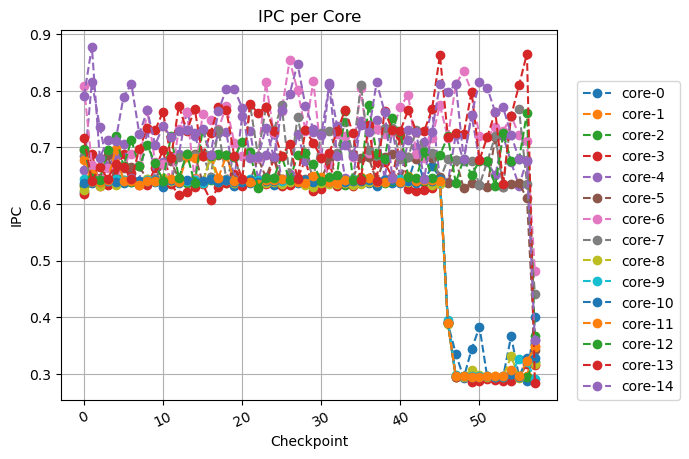 IPC per Core
0.9
0.8
0.7
0.6
0.5
0.4
0.3
IPC
0
10
20
30
40
50
Checkpoint
core-0
core-1
core-2
core-3
core-4
core-5
core-6
core-7
core-8
core-9
core-10
core-11
core-12
core-13
core-14